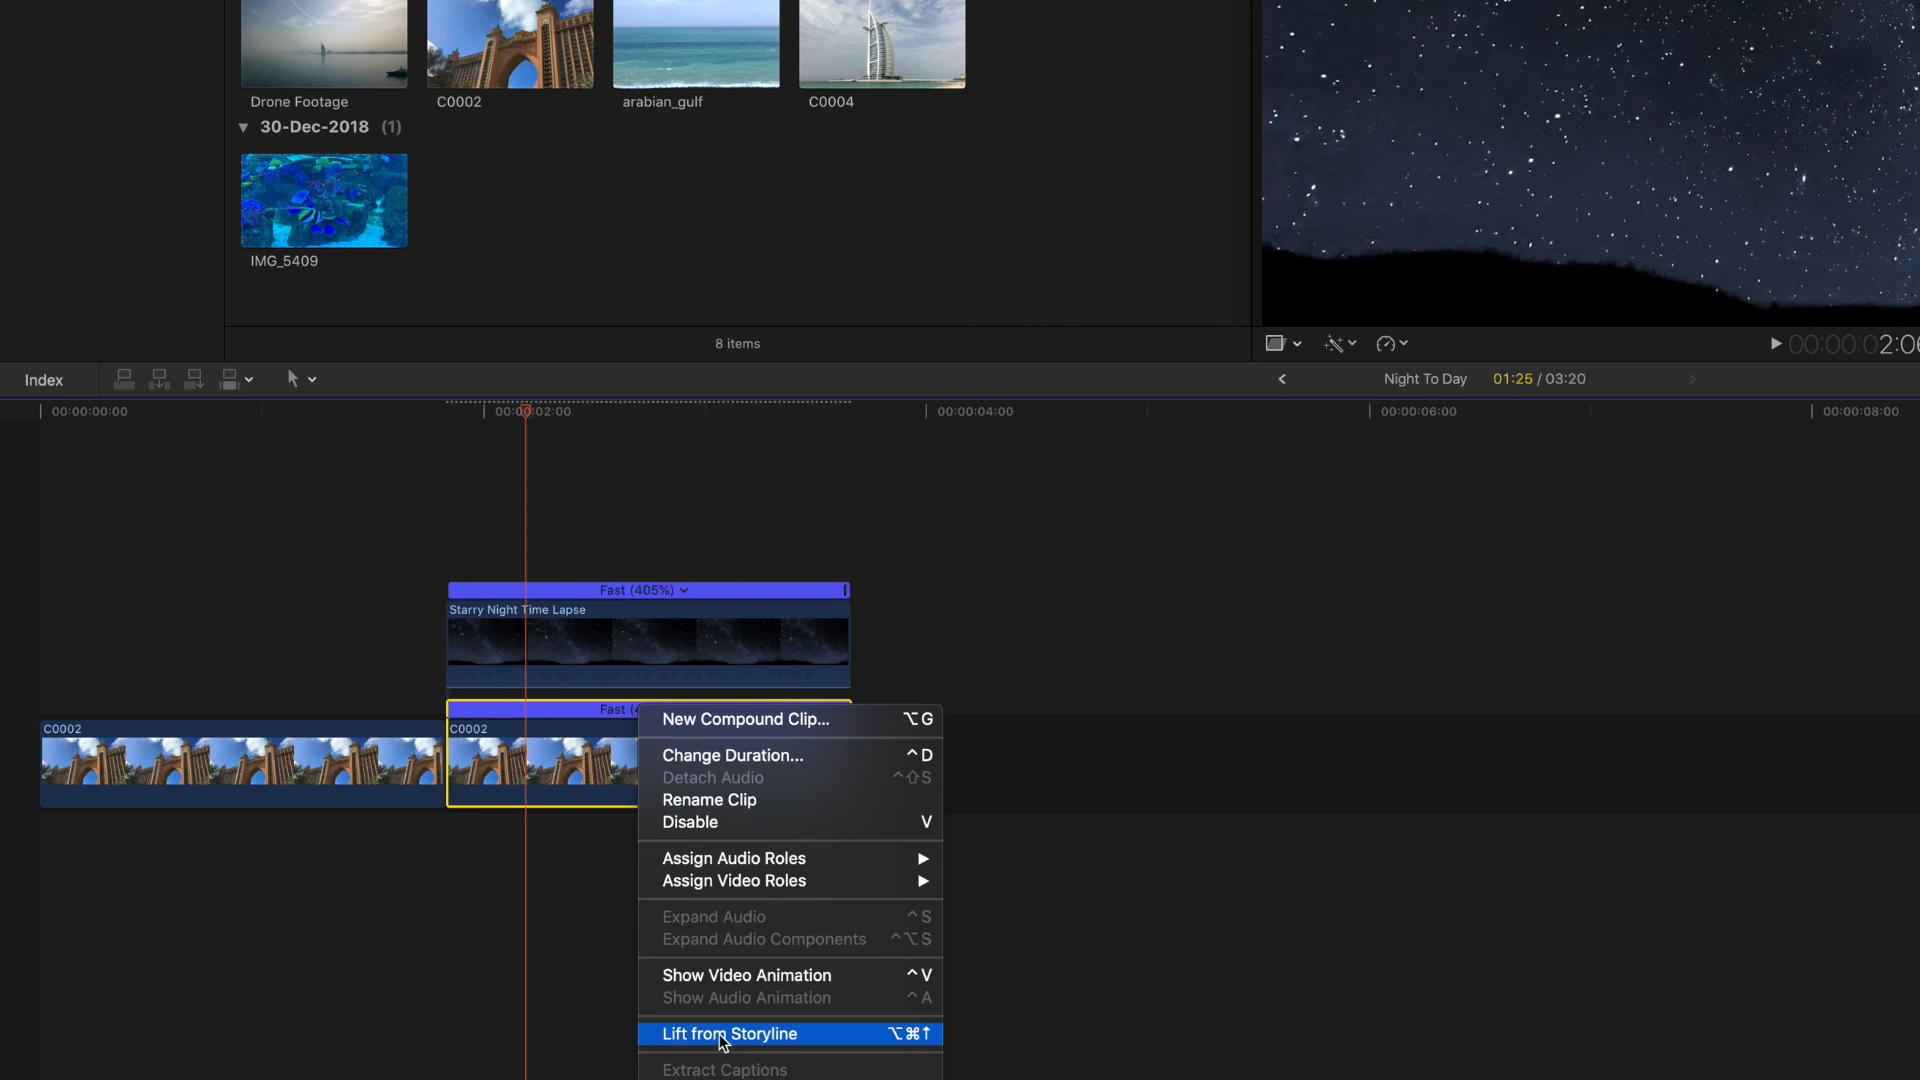 Drone Footage
C0002
arabian_gulf
C0004
30-Dec-2018 (1)
IMG_5409
8 items
00:00:02:06
Index
Night To Day
01:25 / 03:20
00:00:00:00
00:00:02:00
00:00:04:00
00:00:06:00
00:00:08:00
Fast (405%)
Starry Night Time Lapse
Fast (4
C0002
C0002
New Compound Clip... ⌥G
Change Duration... ^D
Detach Audio ^⇧S
Rename Clip
Disable V
Assign Audio Roles
Assign Video Roles
Expand Audio ^S
Expand Audio Components ^⌥S
Show Video Animation ^V
Show Audio Animation ^A
Lift from Storyline ⌥⌘↑
Extract Captions